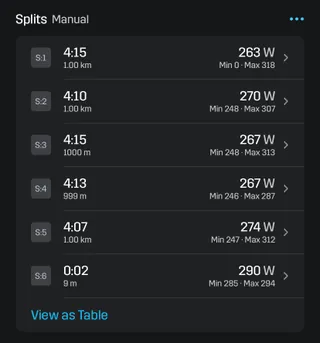 Splits Manual
S:1 4:15 263 W
1.00 km Min 0 · Max 318
S:2 4:10 270 W
1.00 km Min 248 · Max 307
S:3 4:15 267 W
1000 m Min 248 · Max 313
S:4 4:13 267 W
999 m Min 246 · Max 287
S:5 4:07 274 W
1.00 km Min 247 · Max 312
S:6 0:02 290 W
9 m Min 285 · Max 294
View as Table